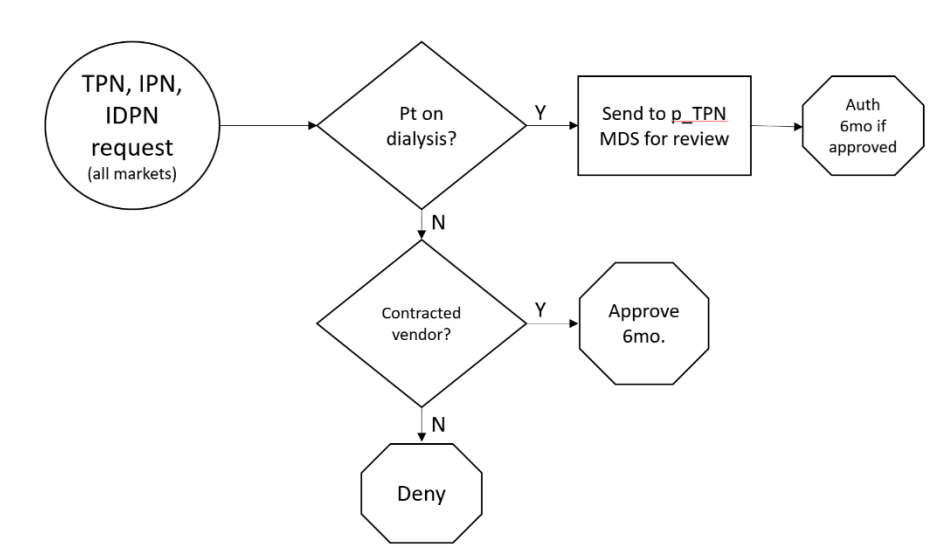 TPN, IPN,
IDPN
request
(all markets)
Pt on
dialysis?
Y
Send to p_TPN
MDS for review
Auth
6mo if
approved
N
Contracted
vendor?
Y
Approve
6mo.
N
Deny